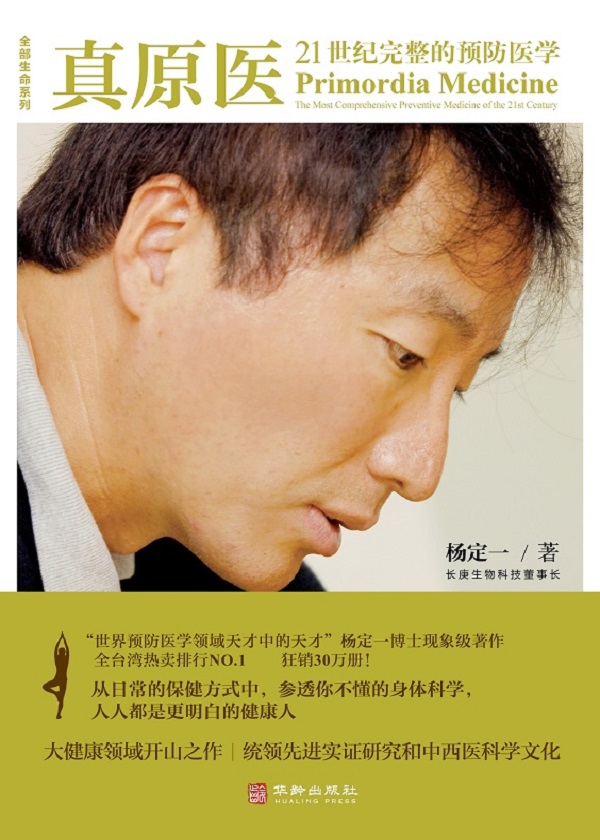 全部生命系列
真原医
21世纪完整的预防医学
Primordia Medicine
The Most Comprehensive Preventive Medicine of the 21st Century
杨定一 / 著
长庚生物科技董事长
“世界预防医学领域天才中的天才”杨定一博士现象级著作
全台湾热卖排行NO.1 狂销30万册!
从日常的保健方式中，参透你不懂的身体科学，
人人都是更明白的健康人
大健康领域开山之作|统领先进实证研究和中西医科学文化
华龄出版社
HUALING PRESS